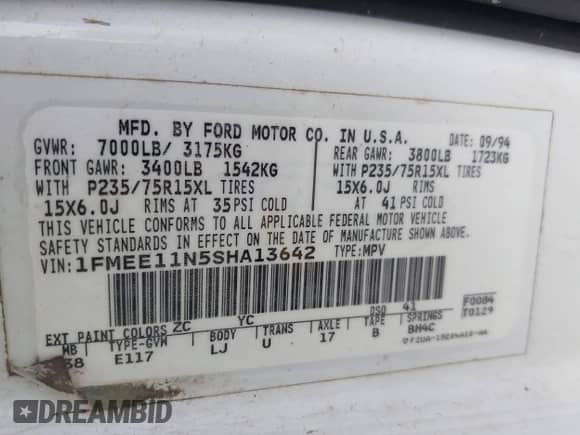 MFD. BY FORD MOTOR CO. IN U.S.A.
DATE: 09/94
GVWR: 7000LB/ 3175KG
FRONT GAWR: 3400LB 1542KG
WITH P235/75R15XL TIRES
15X6.0J RIMS AT 35PSI COLD
REAR GAWR: 3800LB 1723KG
WITH P235/75R15XL TIRES
15X6.0J RIMS
AT 41PSI COLD
THIS VEHICLE CONFORMS TO ALL APPLICABLE FEDERAL MOTOR VEHICLE
SAFETY STANDARDS IN EFFECT ON THE DATE OF MANUFACTURE SHOWN ABOVE.
VIN: 1FMEE11N5SHA13642 TYPE: MPV
F0084
T0129
EXT PAINT COLORS ZC YC DSO 41
WB TYPE-GVM BODY TRANS AXLE TAPE SPRINGS
38 E117 LJ U 17 B BH4C
DREAMBID